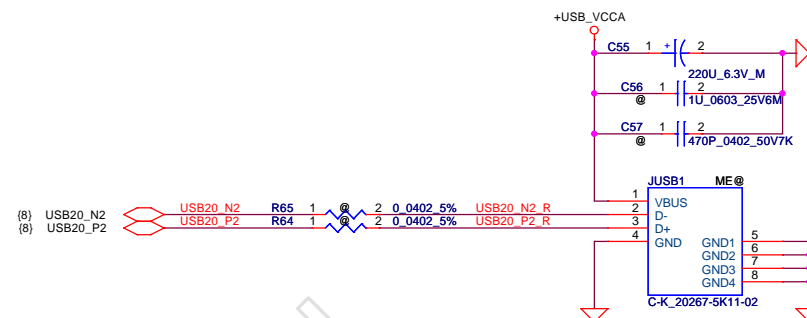 +USB_VCCA
C55 1 + 2
220U_6.3V_M
C56 1 2
@ 1U_0603_25V6M
C57 1 2
@ 470P_0402_50V7K
JUSB1 ME@
{8} USB20_N2 USB20_N2 R65 1 @ 2 0_0402_5% USB20_N2_R
{8} USB20_P2 USB20_P2 R64 1 @ 2 0_0402_5% USB20_P2_R
1 VBUS
2 D-
3 D+
4 GND
GND1 5
GND2 6
GND3 7
GND4 8
C-K_20267-5K11-02